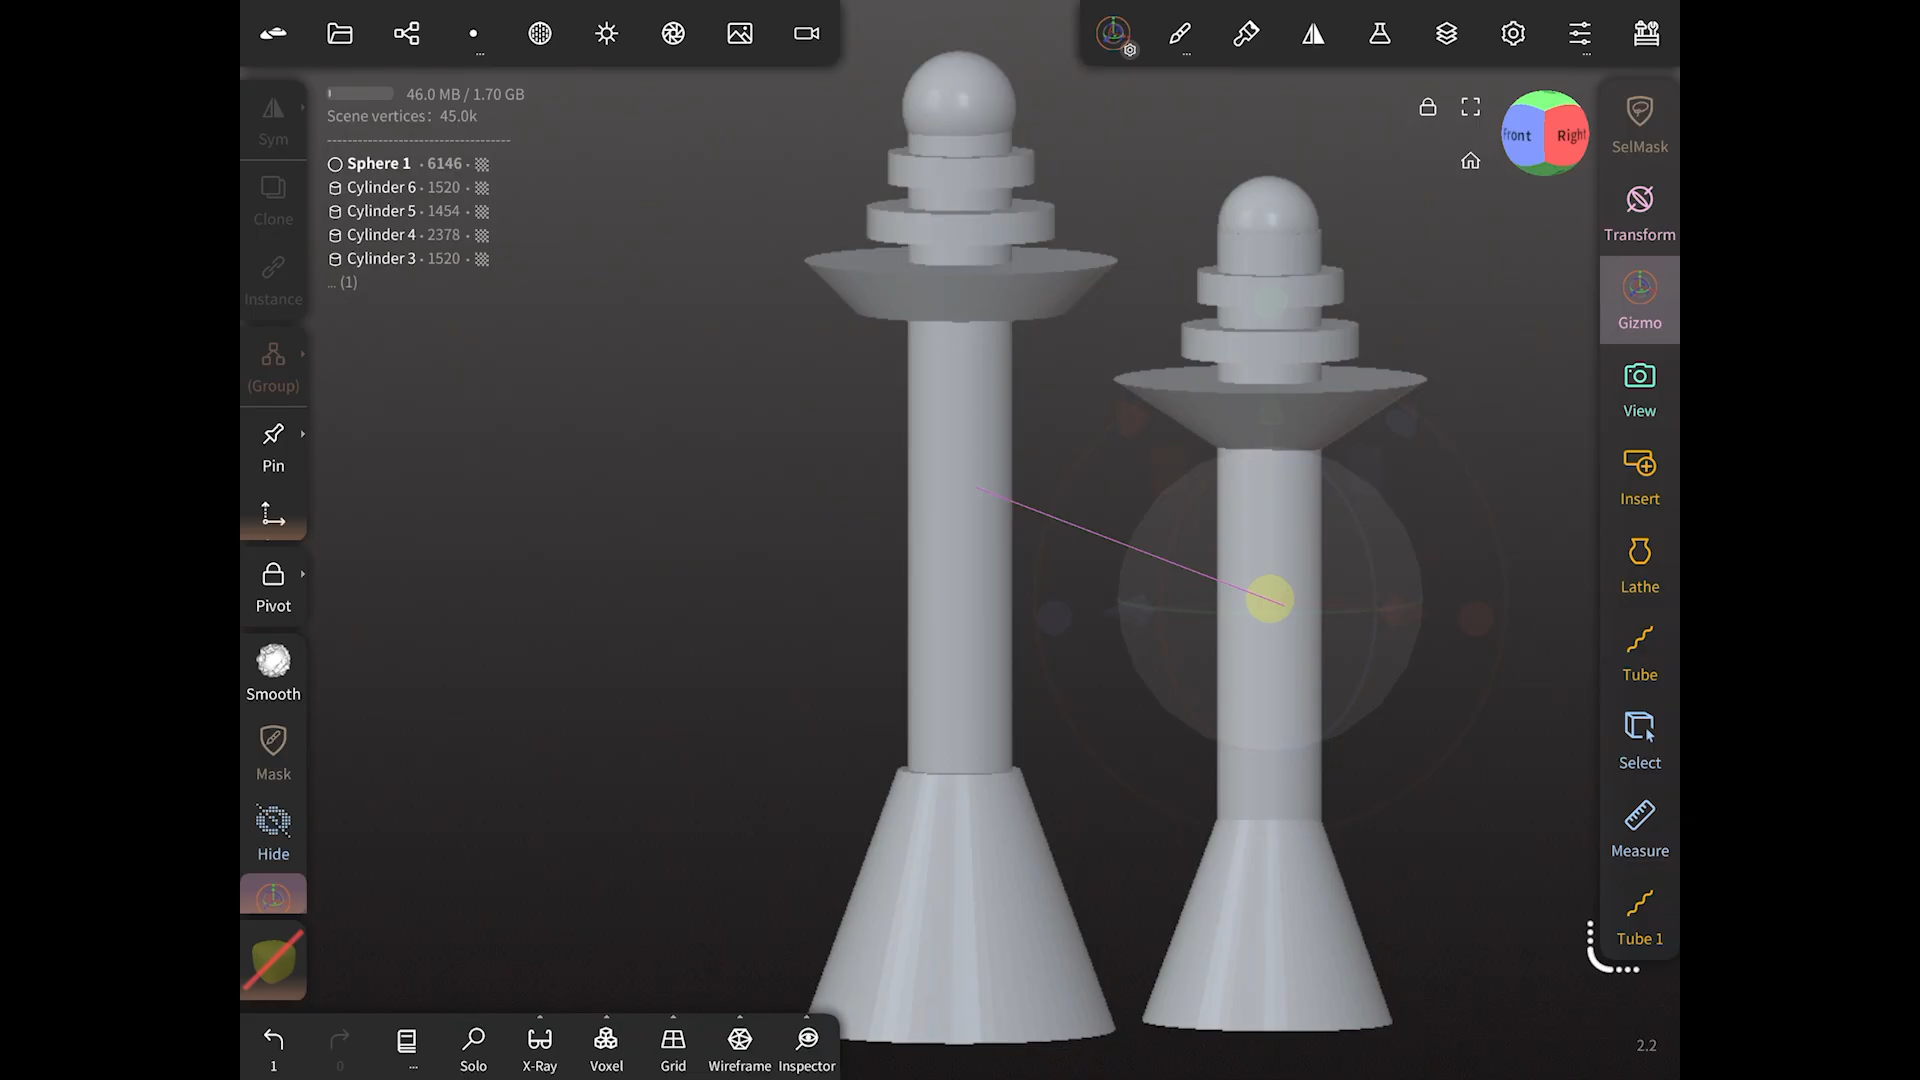 46.0 MB / 1.70 GB
Scene vertices: 45.0k
Sphere 1 · 6146 ·
Cylinder 6 · 1520 ·
Cylinder 5 · 1454 ·
Cylinder 4 · 2378 ·
Cylinder 3 · 1520 ·
... (1)
Sym
Clone
Instance
(Group)
Pin
Pivot
Smooth
Mask
Hide
Front
Right
SelMask
Transform
Gizmo
View
Insert
Lathe
Tube
Select
Measure
Tube 1
1
0
...
Solo
X-Ray
Voxel
Grid
Wireframe
Inspector
2.2